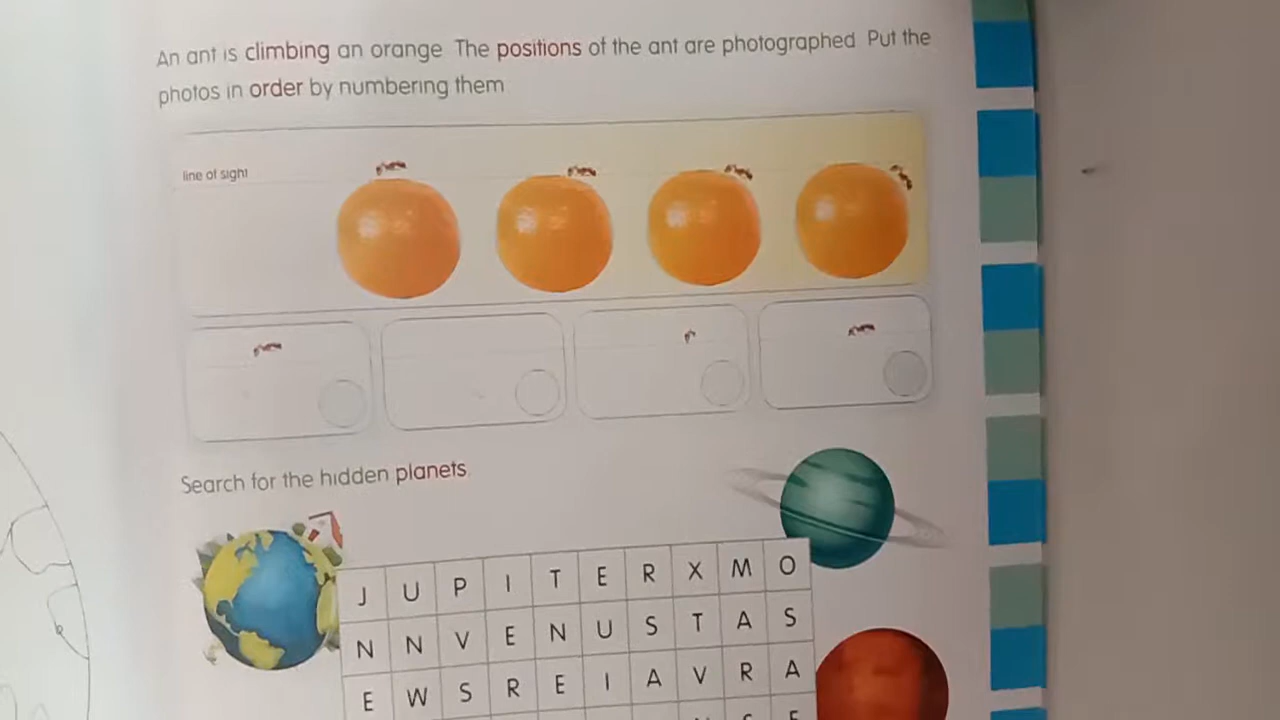 An ant is climbing an orange. The positions of the ant are photographed. Put the
photos in order by numbering them
line of sight
Search for the hidden planets
J U P I T E R X M O
N N V E N U S T A S
E W S R E I A V R A